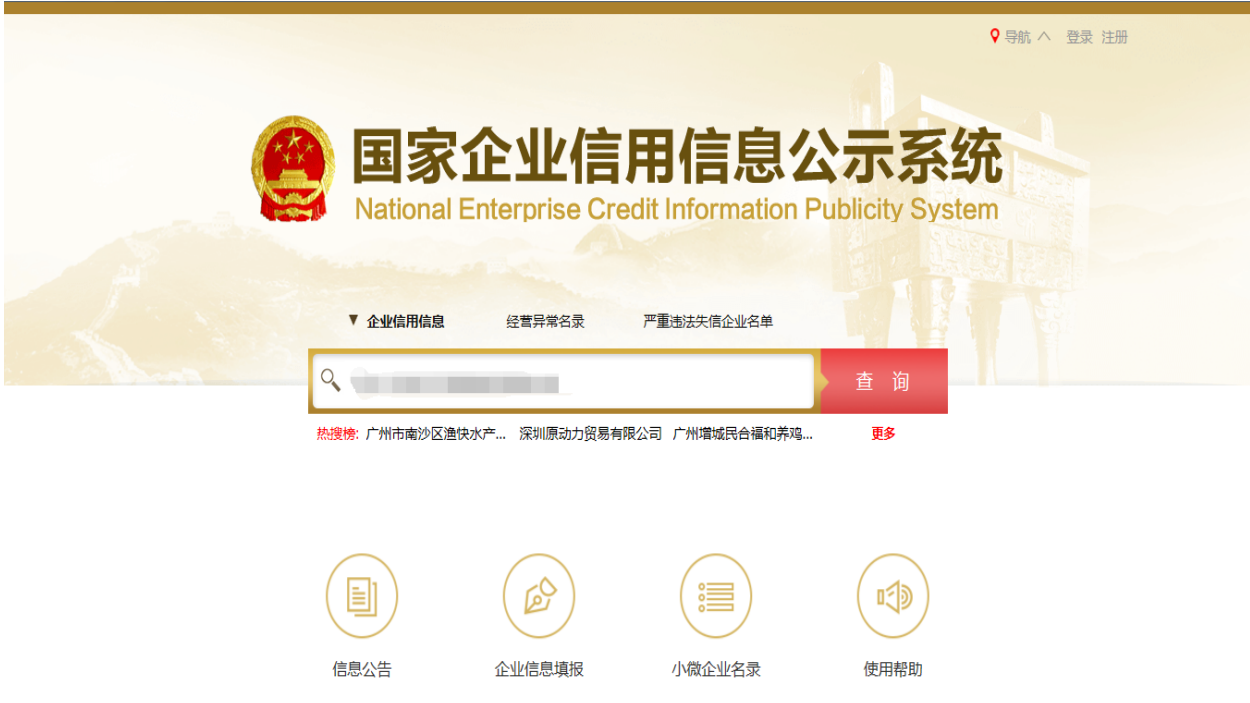 导航 登录 注册
国家企业信用信息公示系统
National Enterprise Credit Information Publicity System
企业信用信息 经营异常名录 严重违法失信企业名单
查 询
热搜榜: 广州市南沙区渔快水产... 深圳原动力贸易有限公司 广州增城民合福和养鸡... 更多
信息公告 企业信息填报 小微企业名录 使用帮助